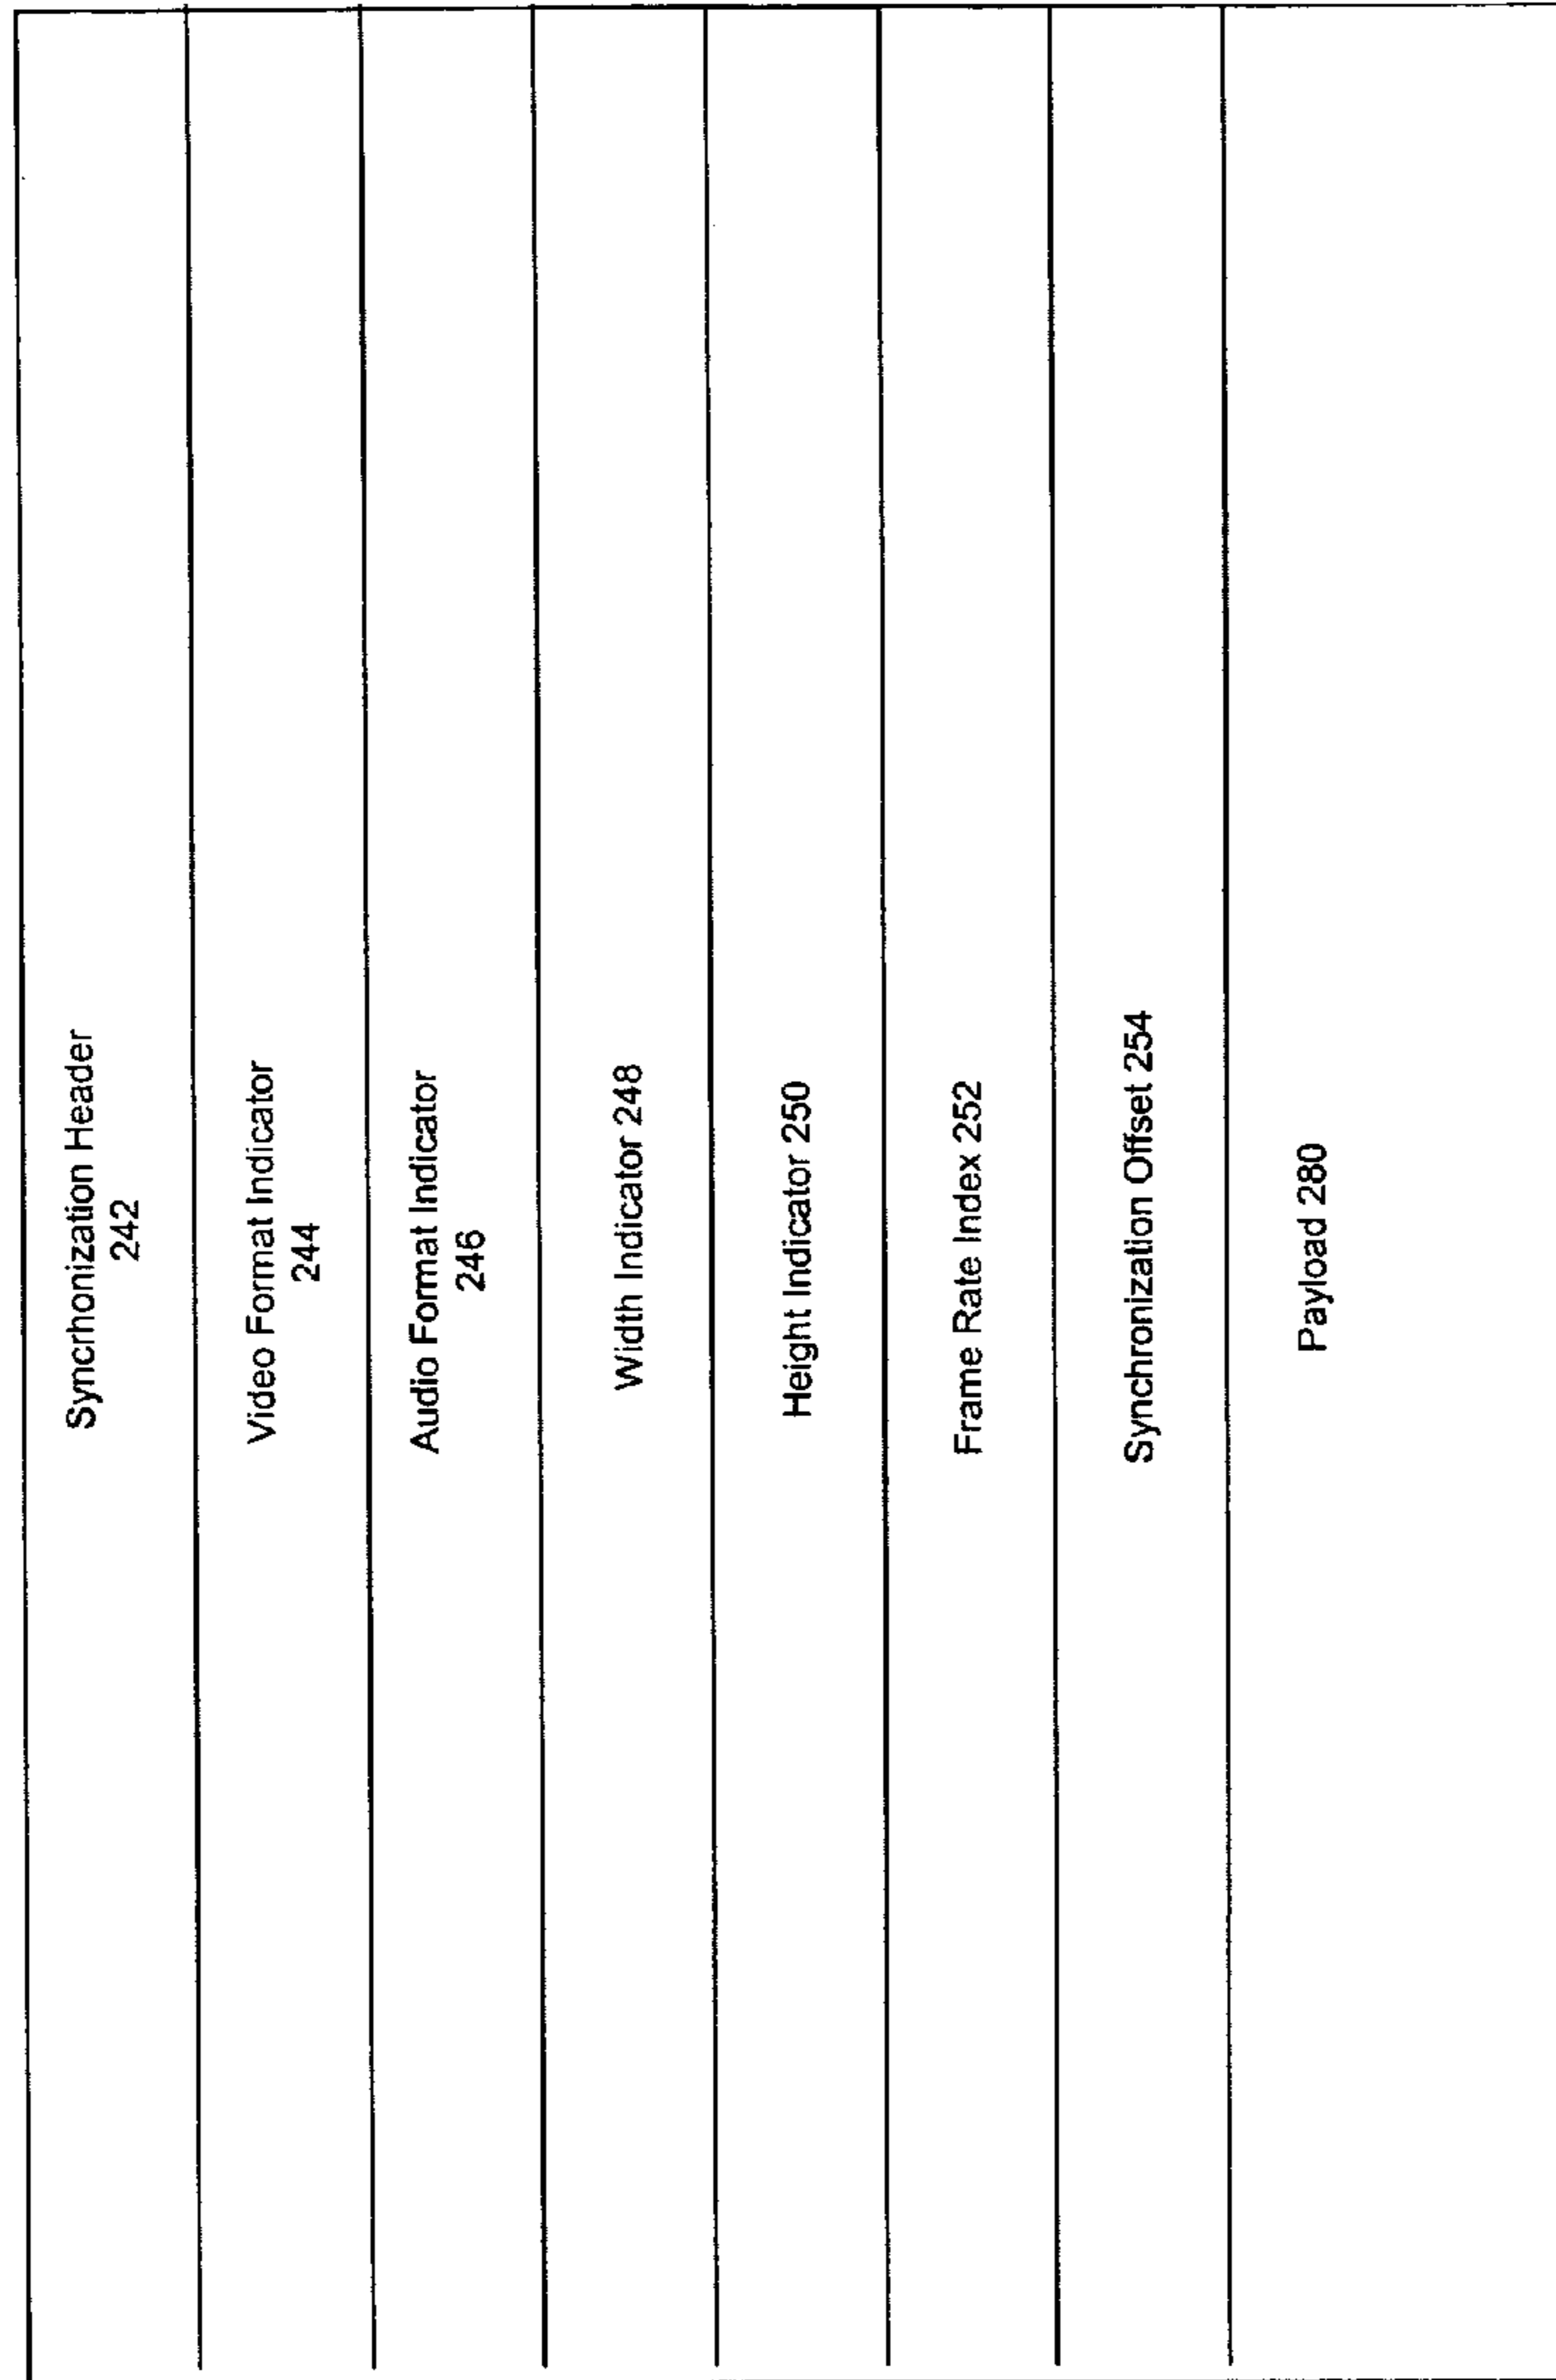 Syncrhonization Header
242
Video Format Indicator
244
Audio Format Indicator
246
Width Indicator 248
Height Indicator 250
Frame Rate Index 252
Synchronization Offset 254
Payload 280